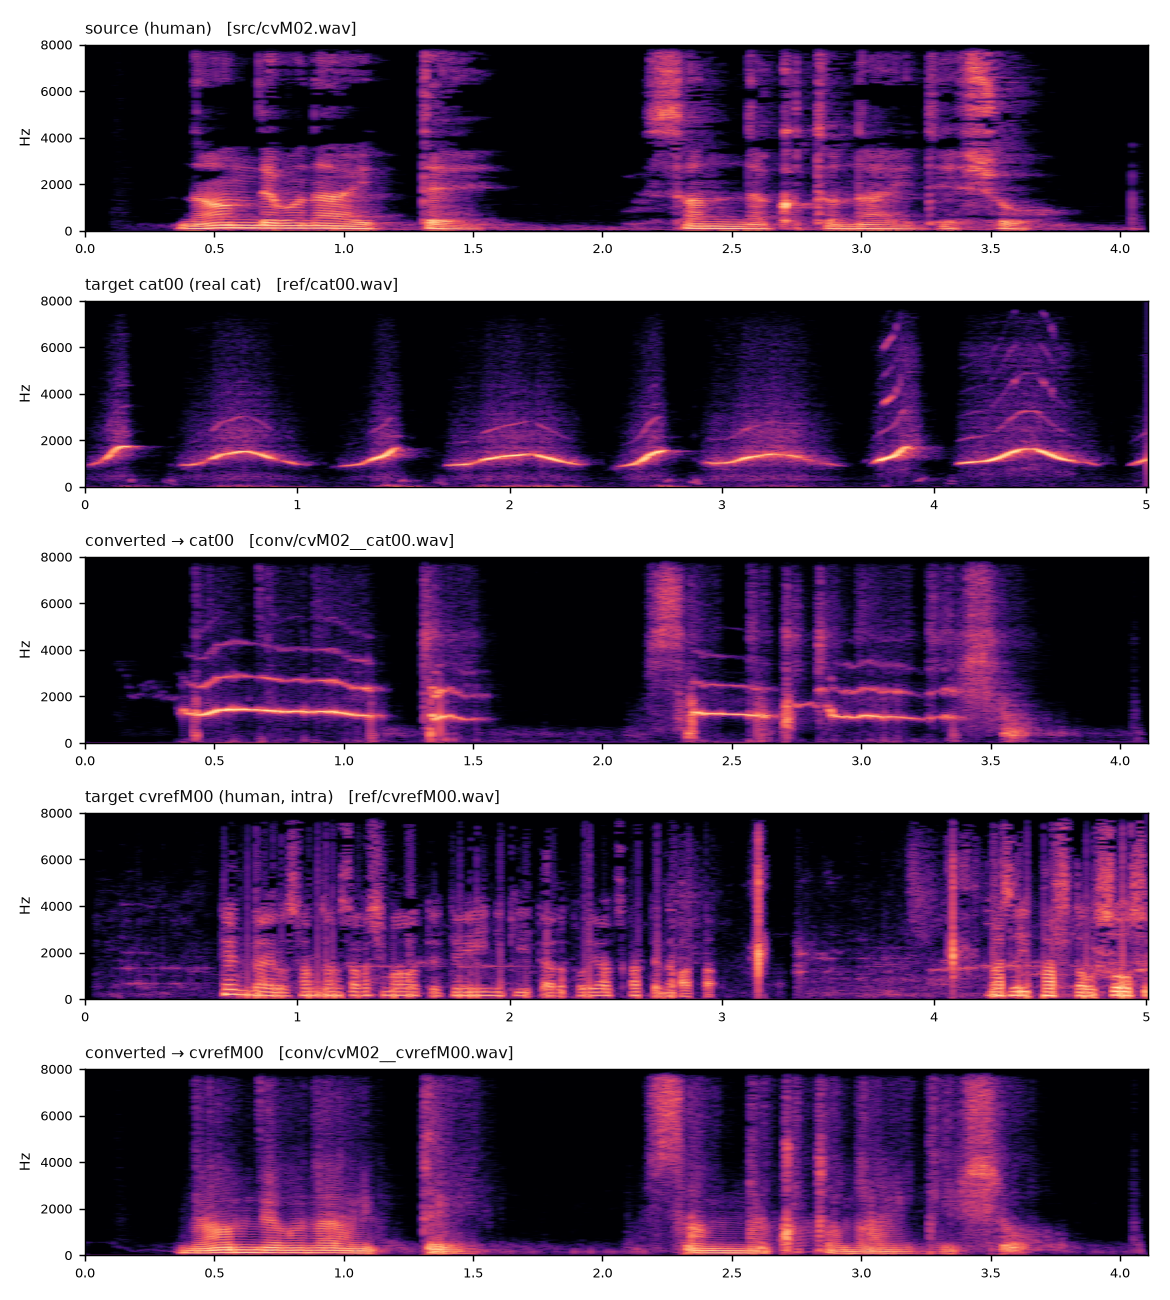 source (human)   [src/cvM02.wav]
8000
6000
4000
2000
0
Hz
0.0 0.5 1.0 1.5 2.0 2.5 3.0 3.5 4.0
target cat00 (real cat)   [ref/cat00.wav]
8000
6000
4000
2000
0
Hz
0 1 2 3 4 5
converted → cat00   [conv/cvM02__cat00.wav]
8000
6000
4000
2000
0
Hz
0.0 0.5 1.0 1.5 2.0 2.5 3.0 3.5 4.0
target cvrefM00 (human, intra)   [ref/cvrefM00.wav]
8000
6000
4000
2000
0
Hz
0 1 2 3 4 5
converted → cvrefM00   [conv/cvM02__cvrefM00.wav]
8000
6000
4000
2000
0
Hz
0.0 0.5 1.0 1.5 2.0 2.5 3.0 3.5 4.0